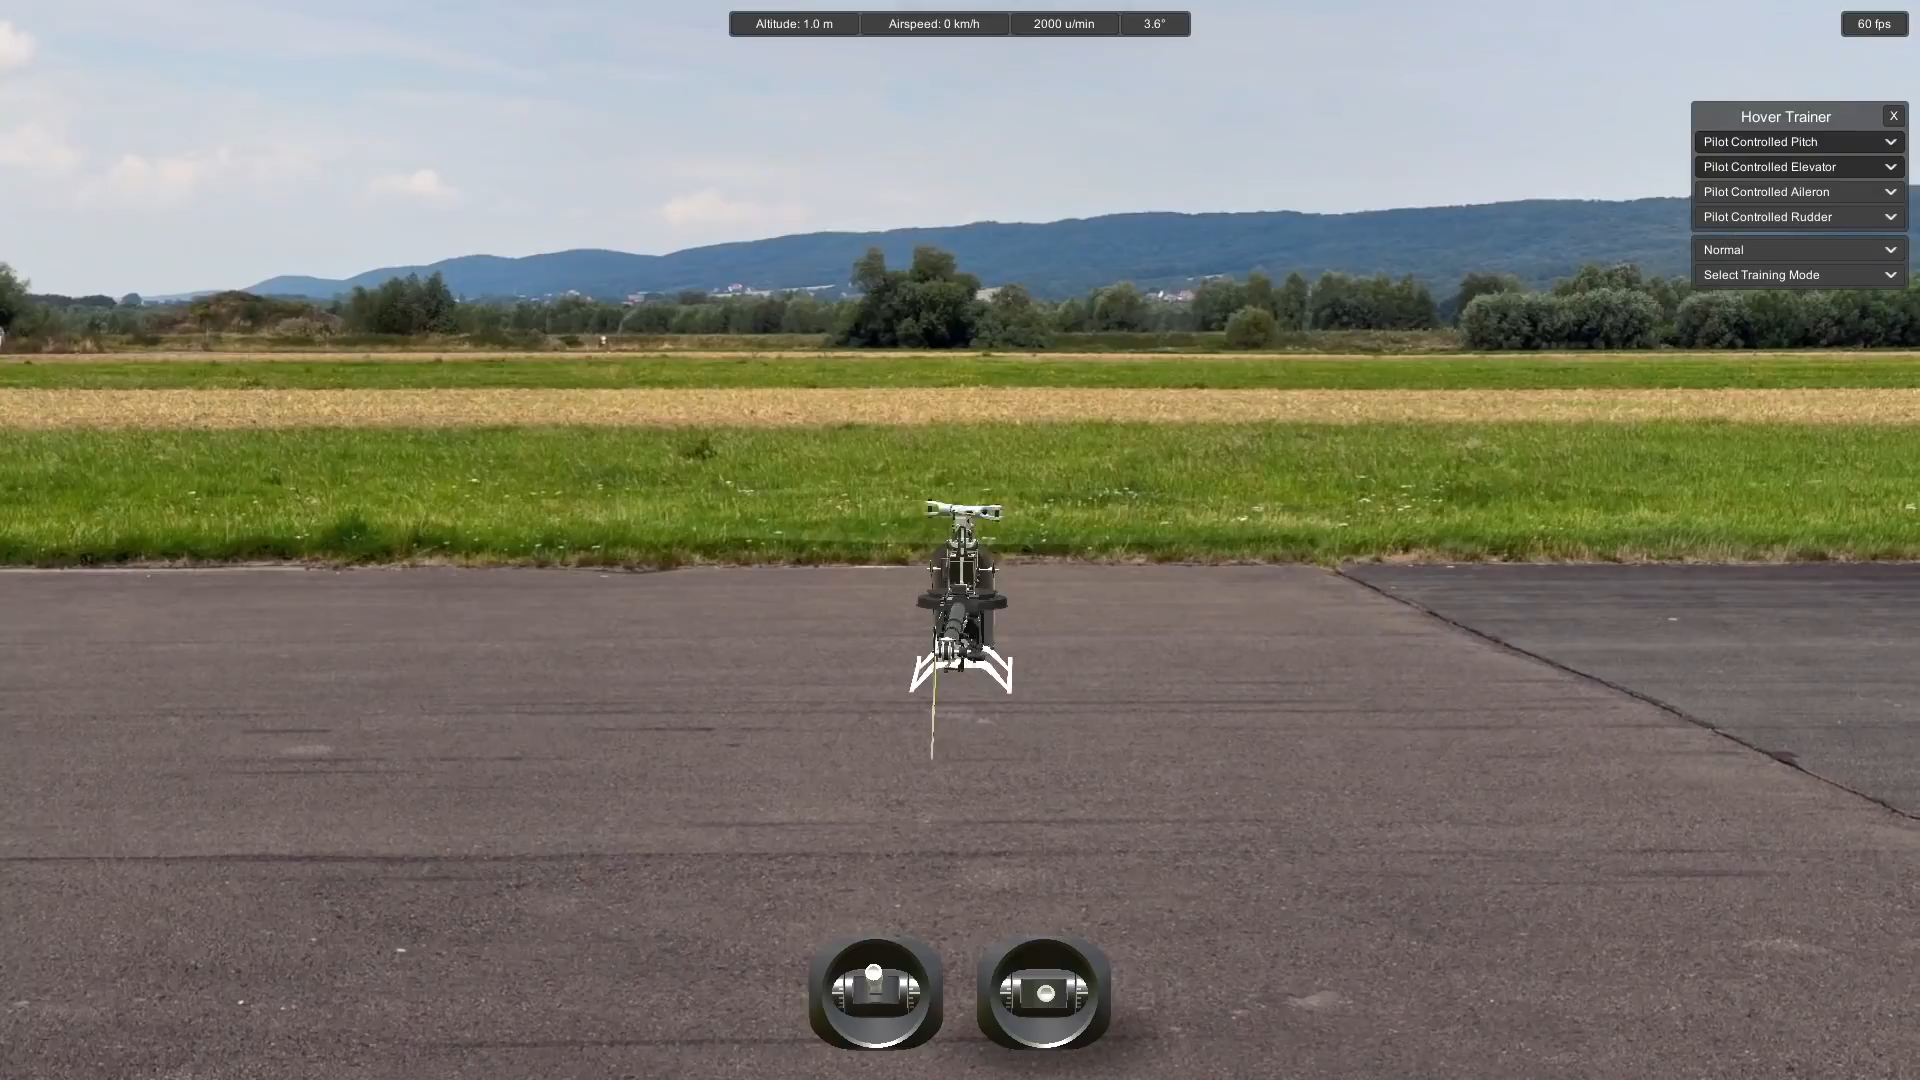 Altitude: 1.0 m
Airspeed: 0 km/h
2000 u/min
3.6°
60 fps
Hover Trainer
X
Pilot Controlled Pitch
Pilot Controlled Elevator
Pilot Controlled Aileron
Pilot Controlled Rudder
Normal
Select Training Mode